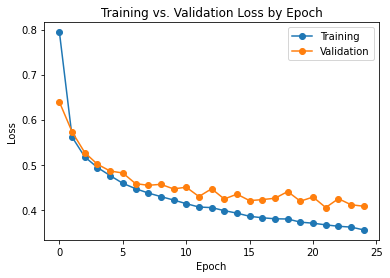 Training vs. Validation Loss by Epoch
Training
Validation
0.8
0.7
0.6
0.5
0.4
Loss
0 5 10 15 20 25
Epoch